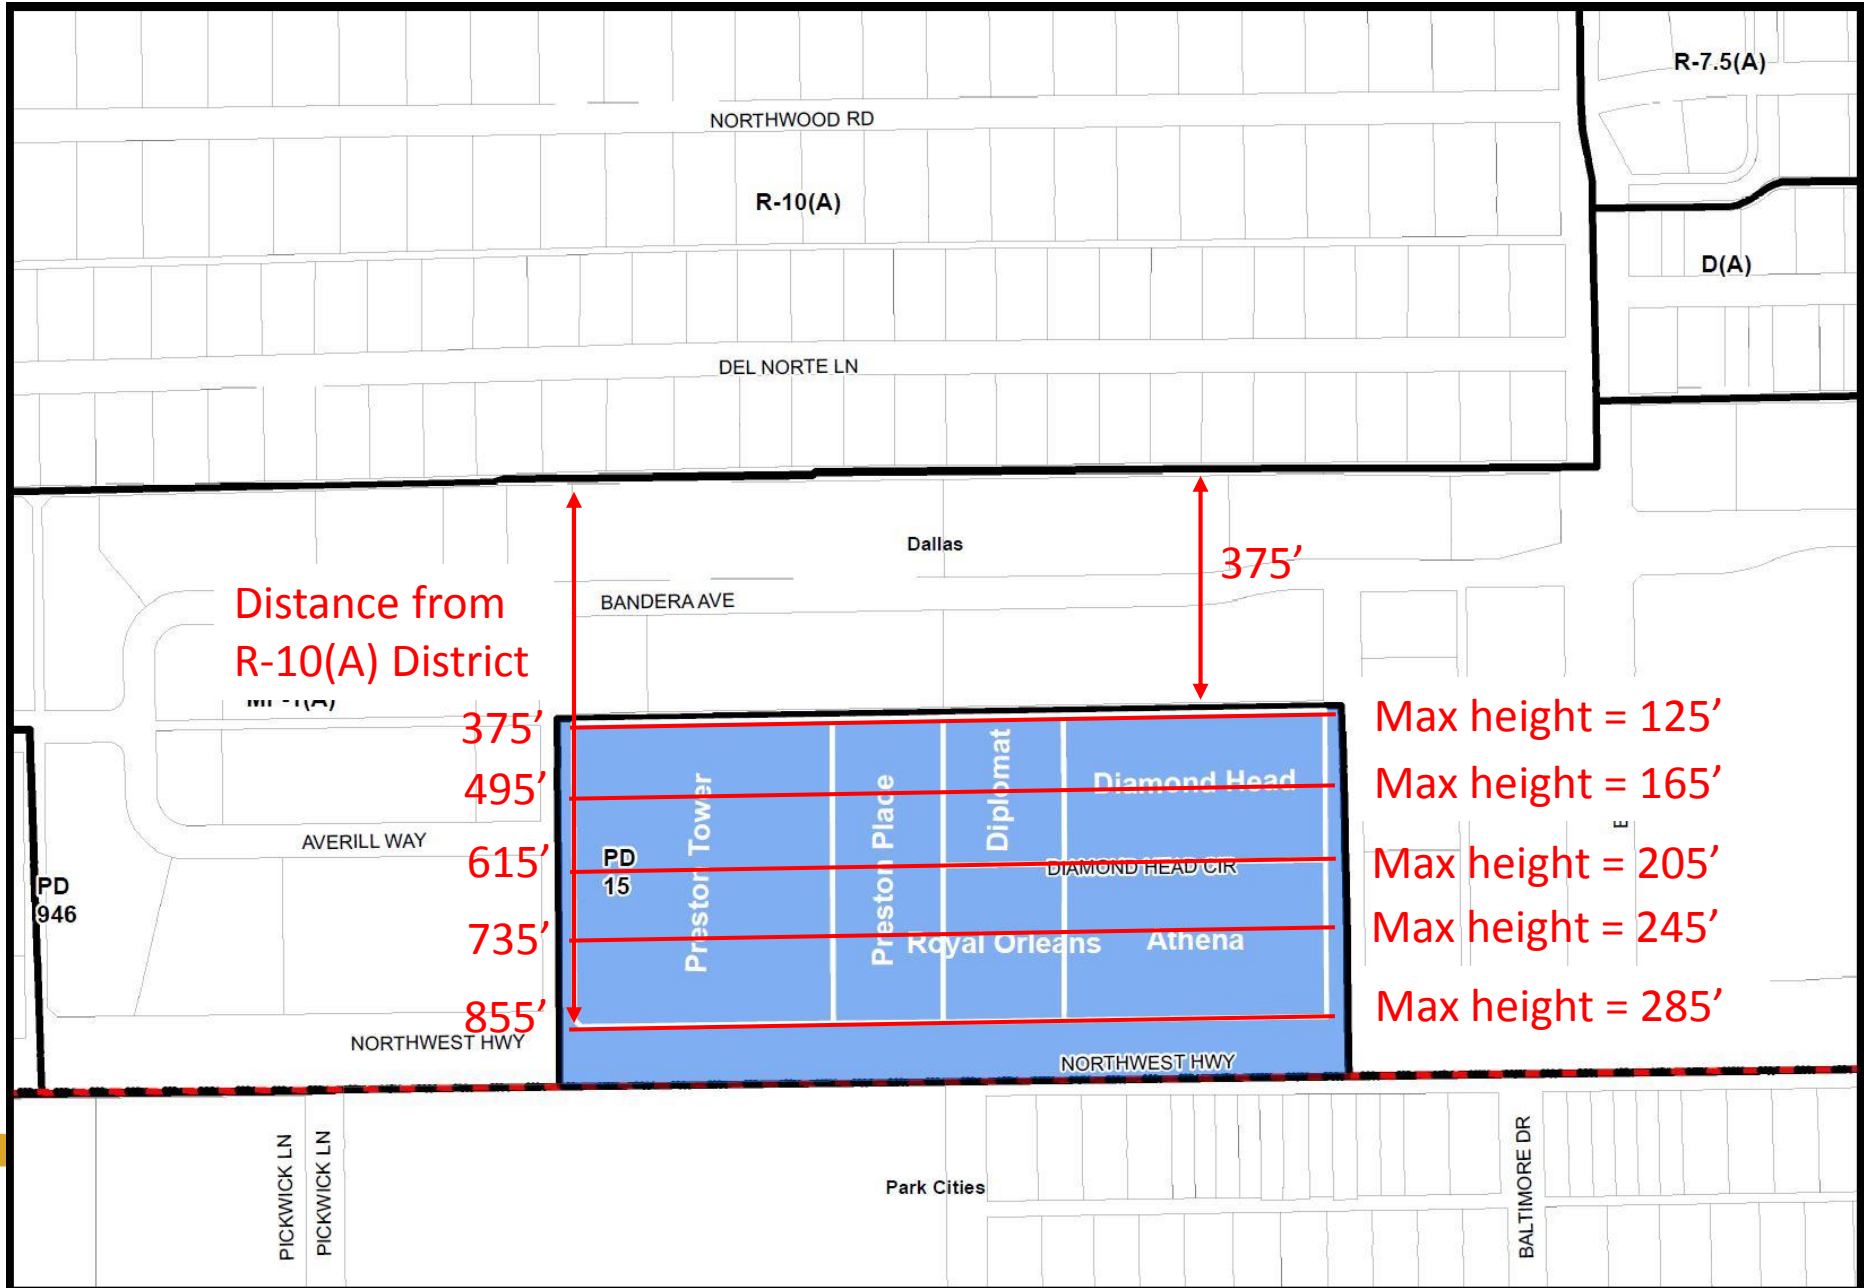 R-7.5(A)
NORTHWOOD RD
R-10(A)
D(A)
DEL NORTE LN
Dallas
375’
BANDERA AVE
Distance from
R-10(A) District
375’
Max height = 125’
495’
Max height = 165’
615’
Max height = 205’
735’
Max height = 245’
855’
Max height = 285’
Preston Tower
Preston Place
Diplomat
Diamond Head
AVERILL WAY
PD
15
DIAMOND HEAD CIR
PD
946
Royal Orleans
Athena
NORTHWEST HWY
NORTHWEST HWY
PICKWICK LN
PICKWICK LN
Park Cities
BALTIMORE DR